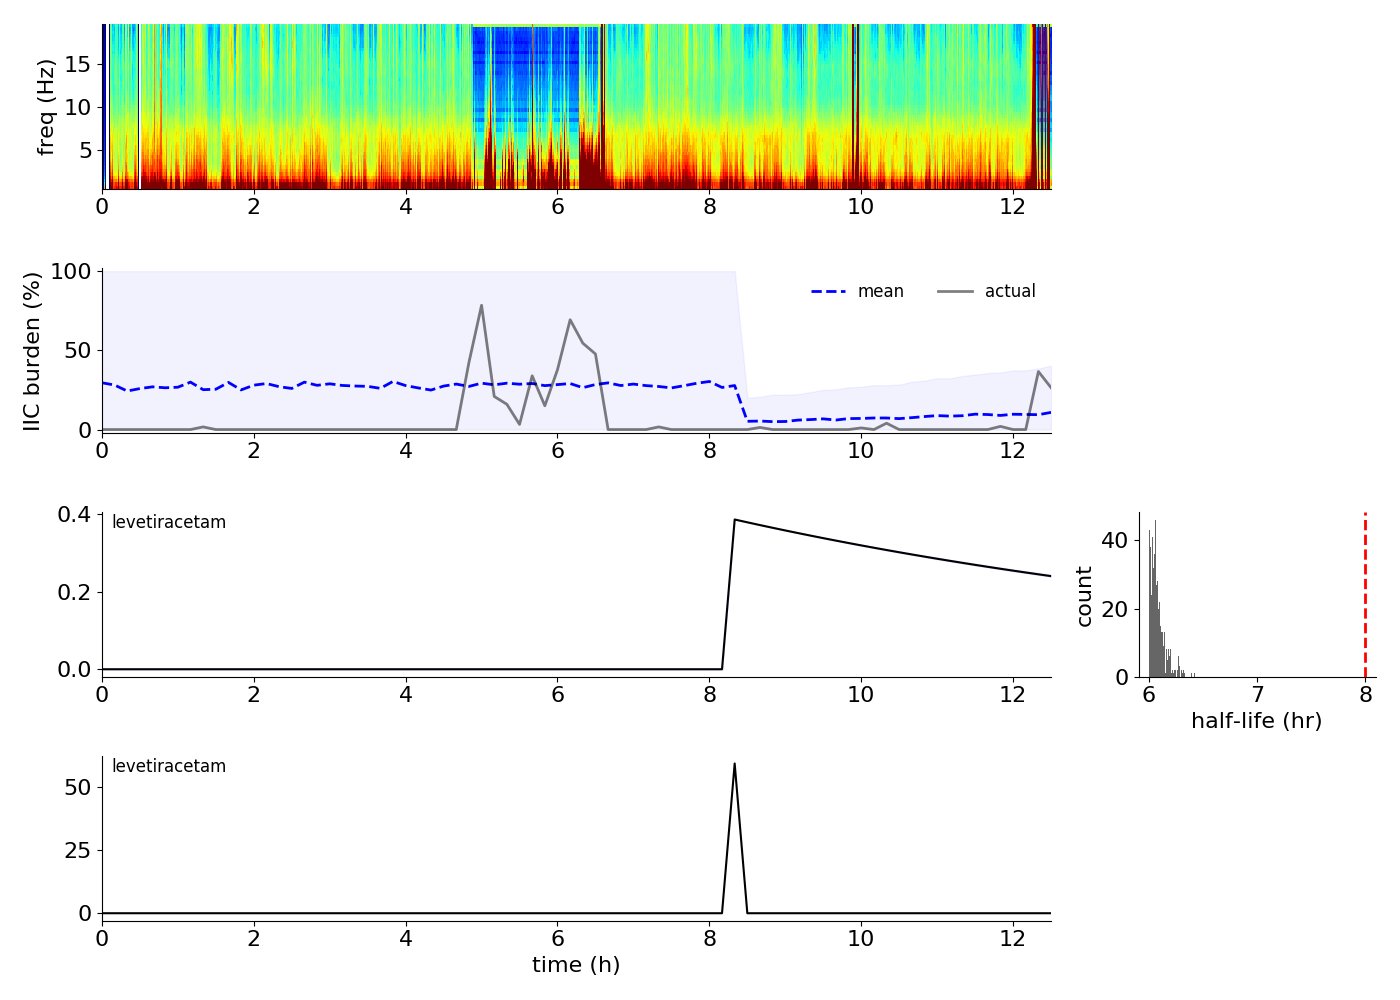 freq (Hz)
15
10
5
0 2 4 6 8 10 12
IIC burden (%)
100
50
0
mean actual
0 2 4 6 8 10 12
0.4
0.2
0.0
levetiracetam
0 2 4 6 8 10 12
count
40
20
0
6 7 8
half-life (hr)
50
25
0
levetiracetam
0 2 4 6 8 10 12
time (h)